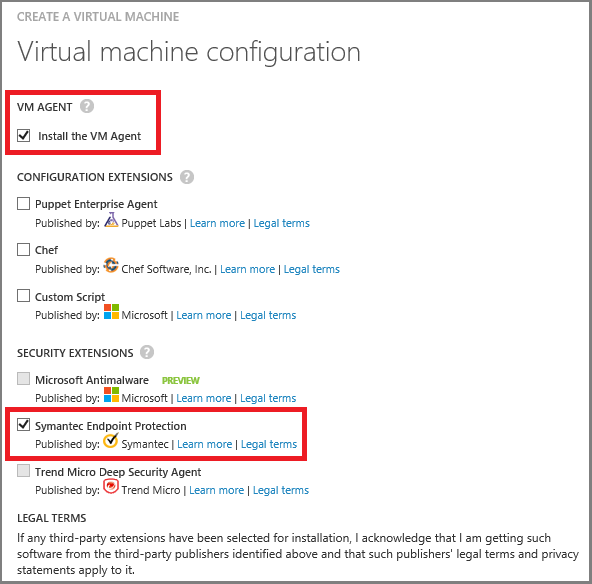 CREATE A VIRTUAL MACHINE
Virtual machine configuration
VM AGENT ?
Install the VM Agent
CONFIGURATION EXTENSIONS ?
Puppet Enterprise Agent
Published by: Puppet Labs | Learn more | Legal terms
Chef
Published by: Chef Software, Inc. | Learn more | Legal terms
Custom Script
Published by: Microsoft | Learn more | Legal terms
SECURITY EXTENSIONS ?
Microsoft Antimalware PREVIEW
Published by: Microsoft | Learn more | Legal terms
Symantec Endpoint Protection
Published by: Symantec | Learn more | Legal terms
Trend Micro Deep Security Agent
Published by: Trend Micro | Learn more | Legal terms
LEGAL TERMS
If any third-party extensions have been selected for installation, I acknowledge that I am getting such
software from the third-party publishers identified above and that such publishers' legal terms and privacy
statements apply to it.